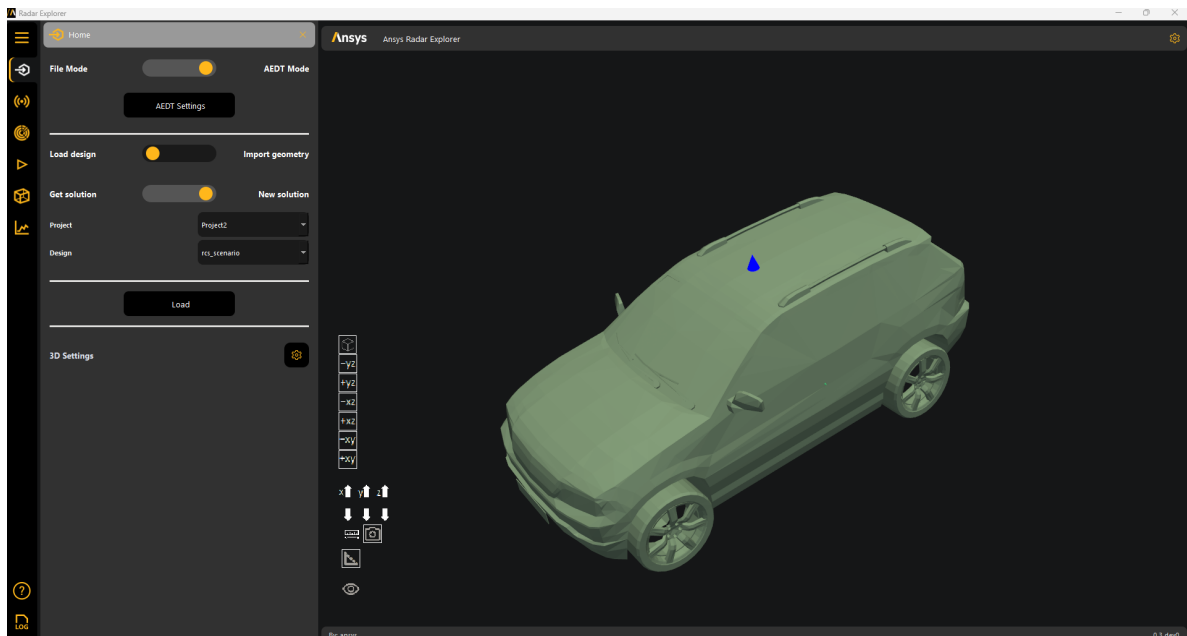 Radar Explorer
Home
File Mode AEDT Mode
AEDT Settings
Load design Import geometry
Get solution New solution
Project Project2
Design rcs_scenario
Load
3D Settings
LOG
Ansys Ansys Radar Explorer
-yz
+yz
-xz
+xz
-xy
+xy
x y z